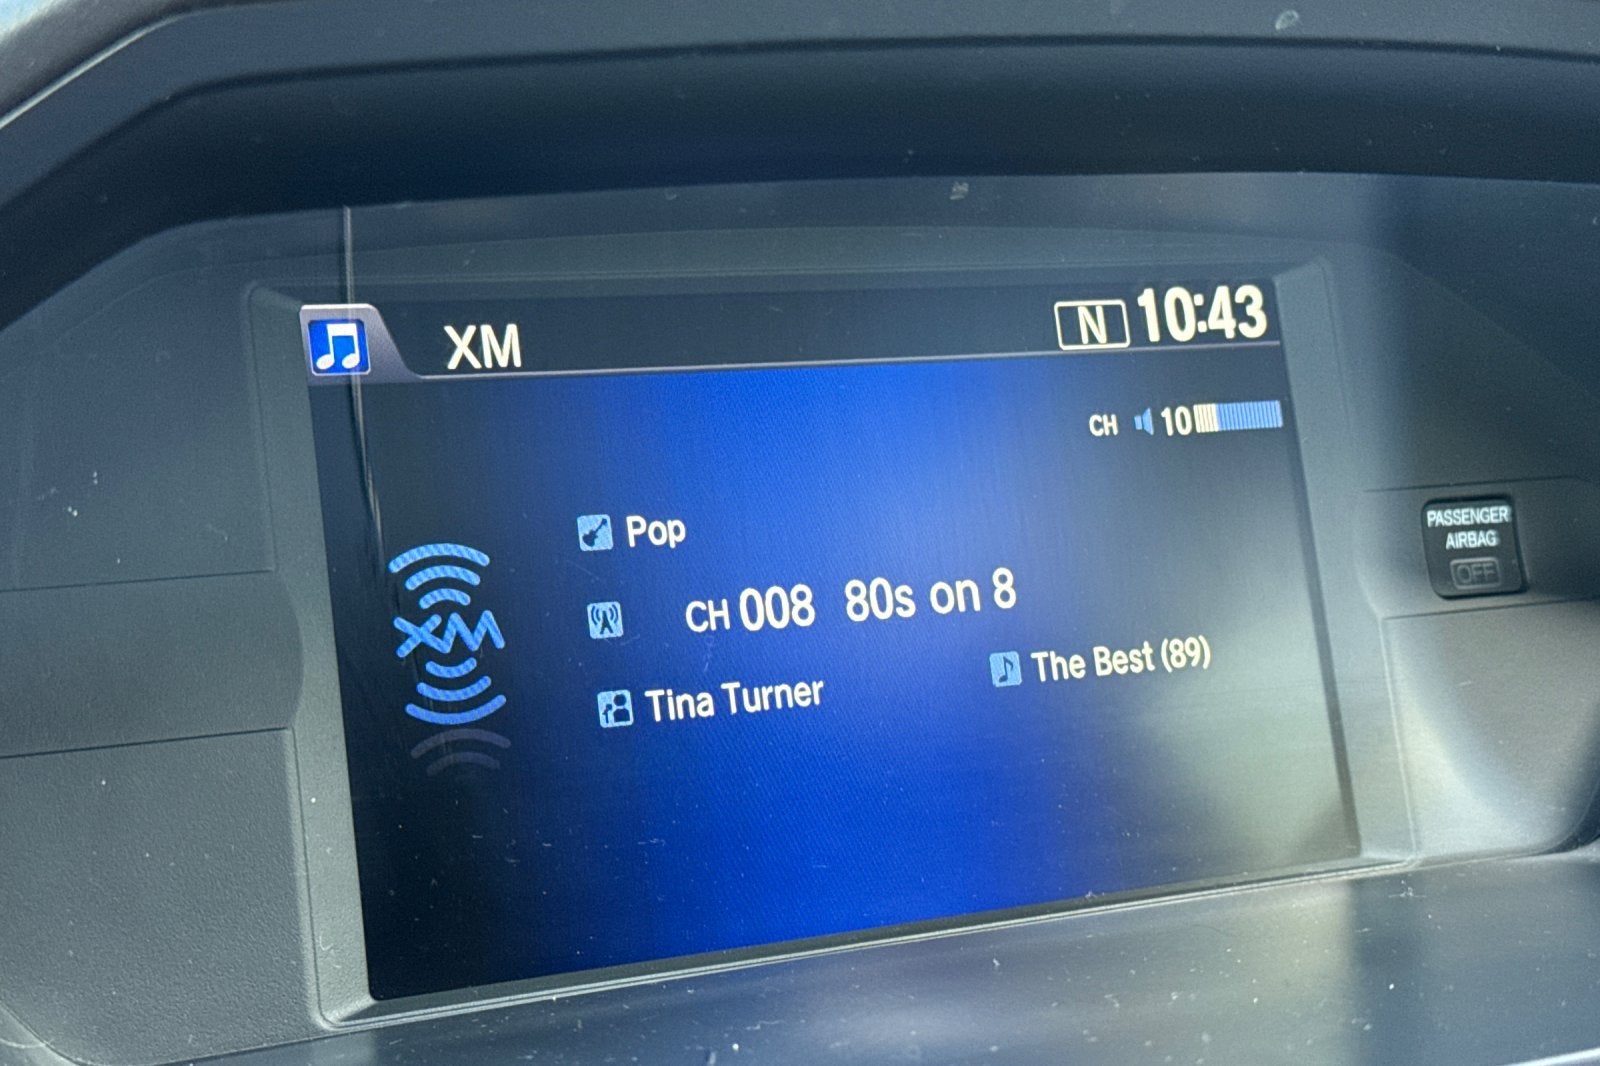 XM
N 10:43
CH 10
Pop
CH 008 80s on 8
XM
Tina Turner
The Best (89)
PASSENGER
AIRBAG
OFF